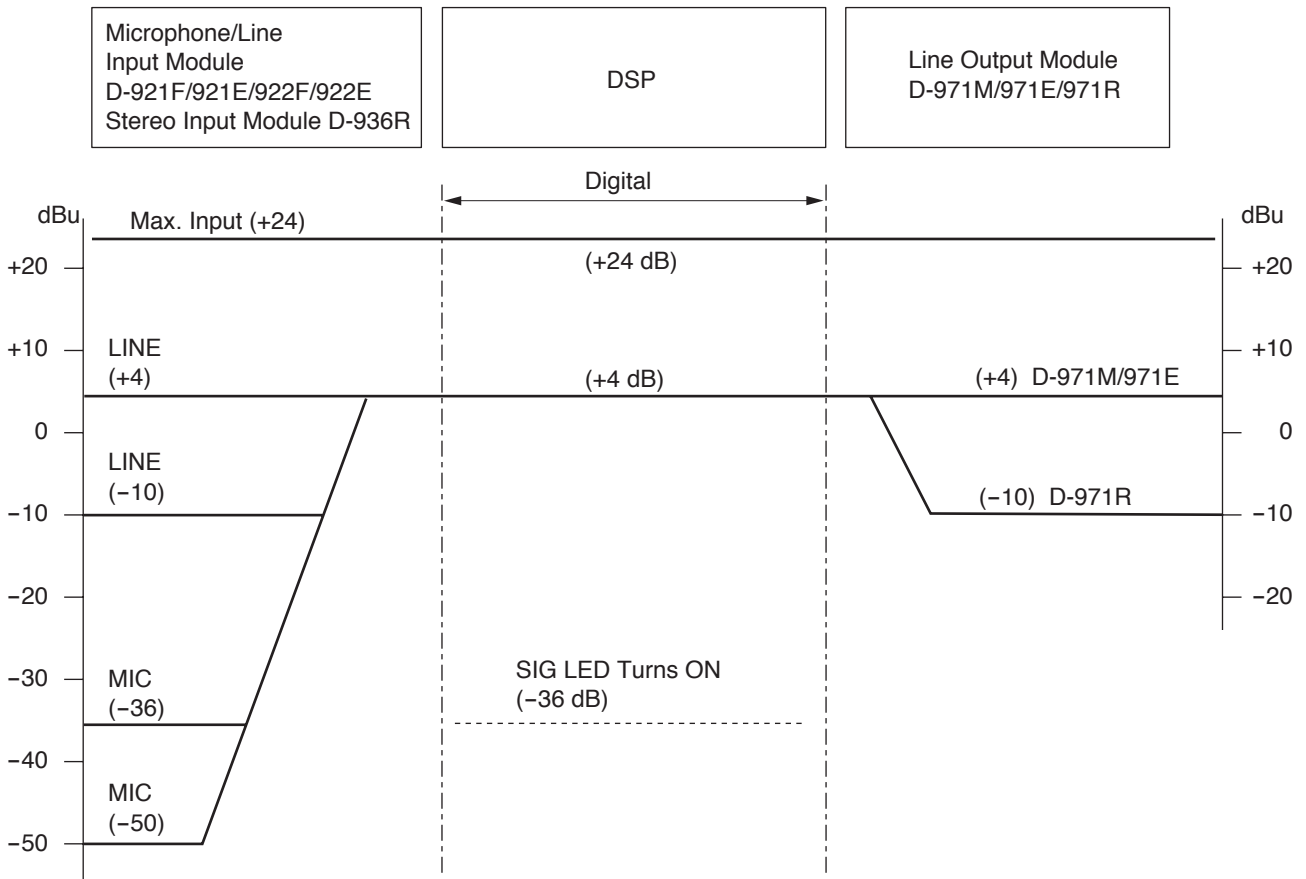 Microphone/Line
Input Module
D-921F/921E/922F/922E
Stereo Input Module D-936R
DSP
Line Output Module
D-971M/971E/971R
Digital
dBu
Max. Input (+24)
dBu
(+24 dB)
+20
+20
+10
LINE
(+4)
(+4 dB)
(+4) D-971M/971E
+10
0
0
LINE
(−10)
(−10) D-971R
−10
−10
−20
−20
−30
MIC
(−36)
SIG LED Turns ON
(−36 dB)
−40
MIC
(−50)
−50